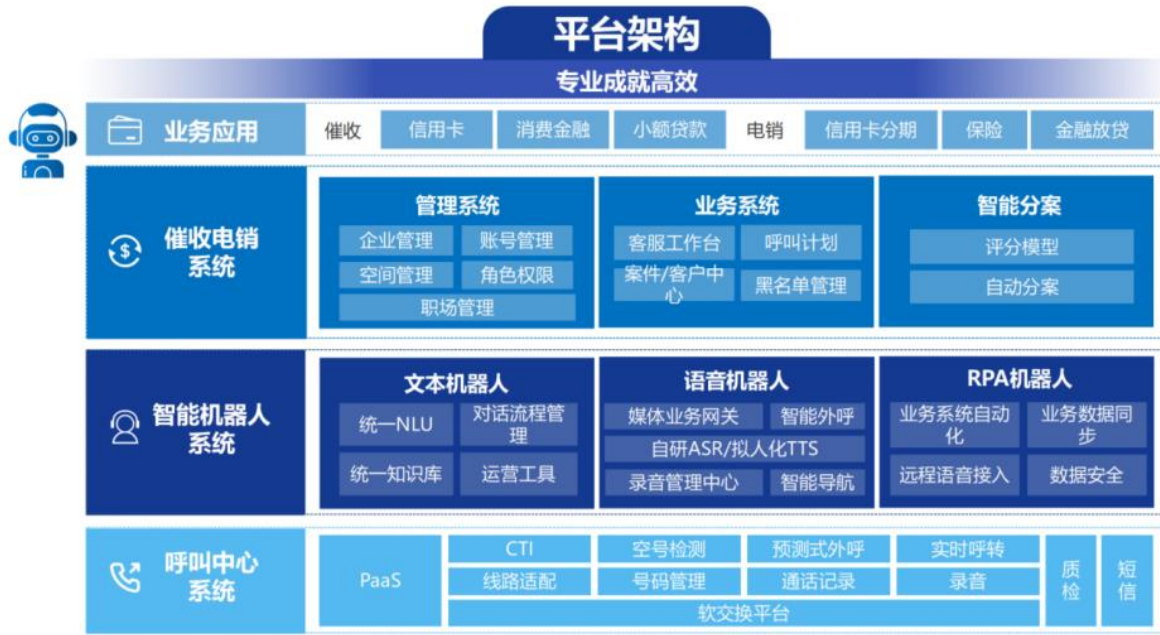 平台架构
专业成就高效
业务应用
催收
信用卡
消费金融
小额贷款
电销
信用卡分期
保险
金融放贷
催收电销
系统
管理系统
企业管理
账号管理
空间管理
角色权限
职场管理
业务系统
客服工作台
呼叫计划
案件/客户中
心
黑名单管理
智能分案
评分模型
自动分案
智能机器人
系统
文本机器人
统一NLU
对话流程管
理
统一知识库
运营工具
语音机器人
媒体业务网关
智能外呼
自研ASR/拟人化TTS
录音管理中心
智能导航
RPA机器人
业务系统自动
化
业务数据同
步
远程语音接入
数据安全
呼叫中心
系统
PaaS
CTI
空号检测
预测式外呼
实时呼转
线路适配
号码管理
通话记录
录音
软交换平台
质
检
短
信